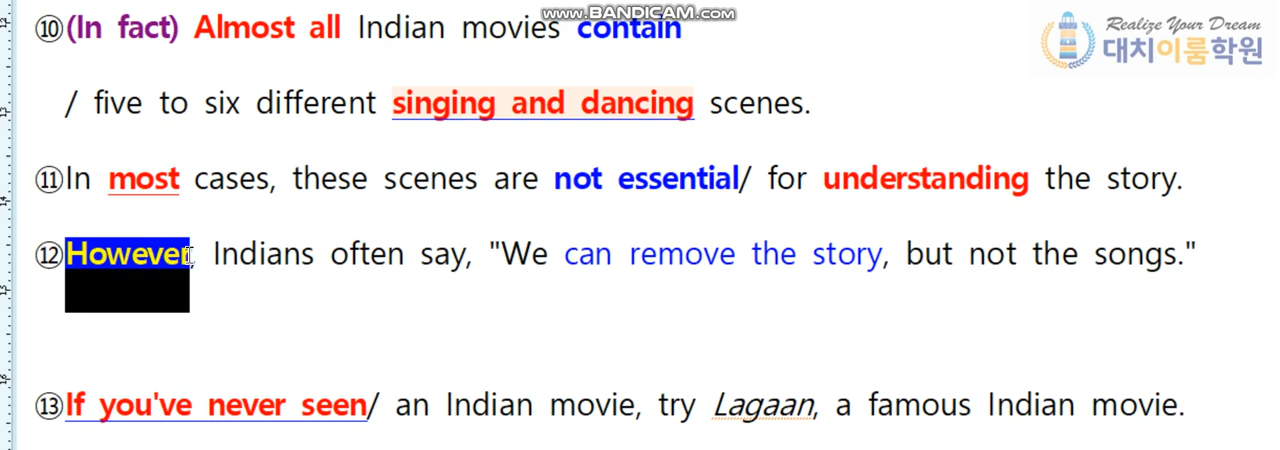 www.BANDICAM.com
⑩(In fact) Almost all Indian movies contain
Realize Your Dream
대치이룸학원
/ five to six different singing and dancing scenes.
⑪In most cases, these scenes are not essential/ for understanding the story.
⑫However, Indians often say, "We can remove the story, but not the songs."
⑬If you've never seen/ an Indian movie, try Lagaan, a famous Indian movie.